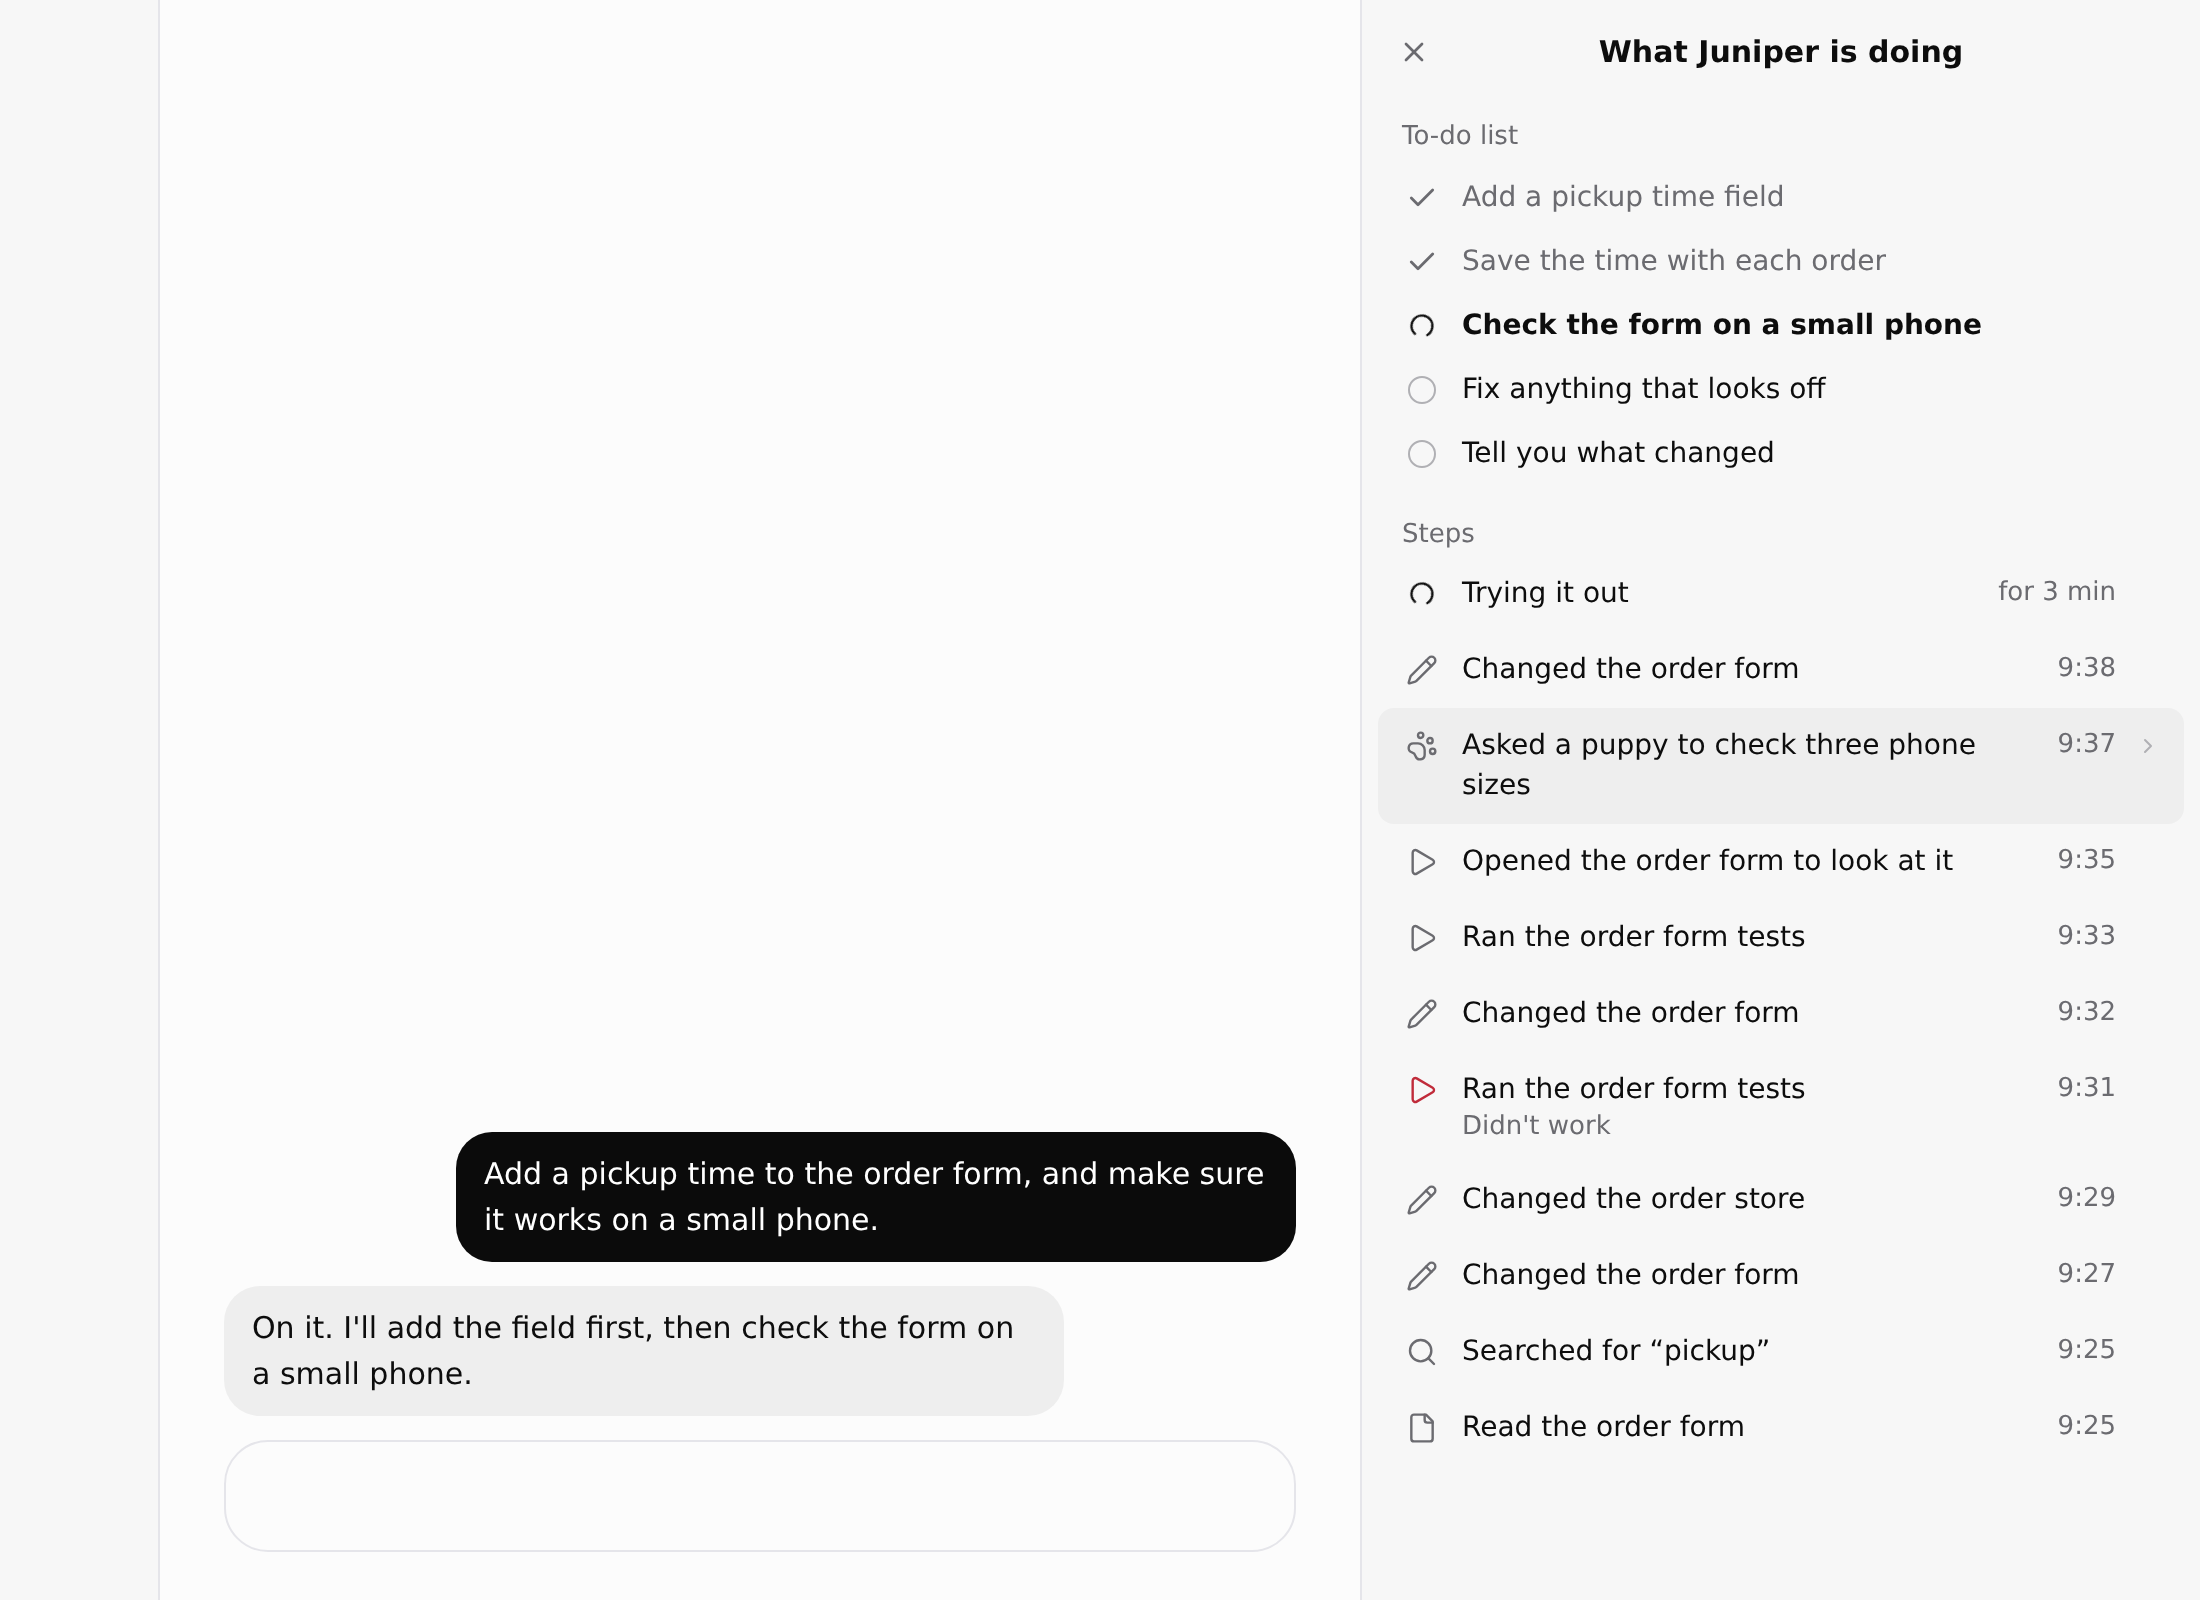 Add a pickup time to the order form, and make sure
it works on a small phone.
On it. I'll add the field first, then check the form on
a small phone.
What Juniper is doing
To-do list
Add a pickup time field
Save the time with each order
Check the form on a small phone
Fix anything that looks off
Tell you what changed
Steps
Trying it out for 3 min
Changed the order form 9:38
Asked a puppy to check three phone 9:37
sizes
Opened the order form to look at it 9:35
Ran the order form tests 9:33
Changed the order form 9:32
Ran the order form tests 9:31
Didn't work
Changed the order store 9:29
Changed the order form 9:27
Searched for “pickup” 9:25
Read the order form 9:25